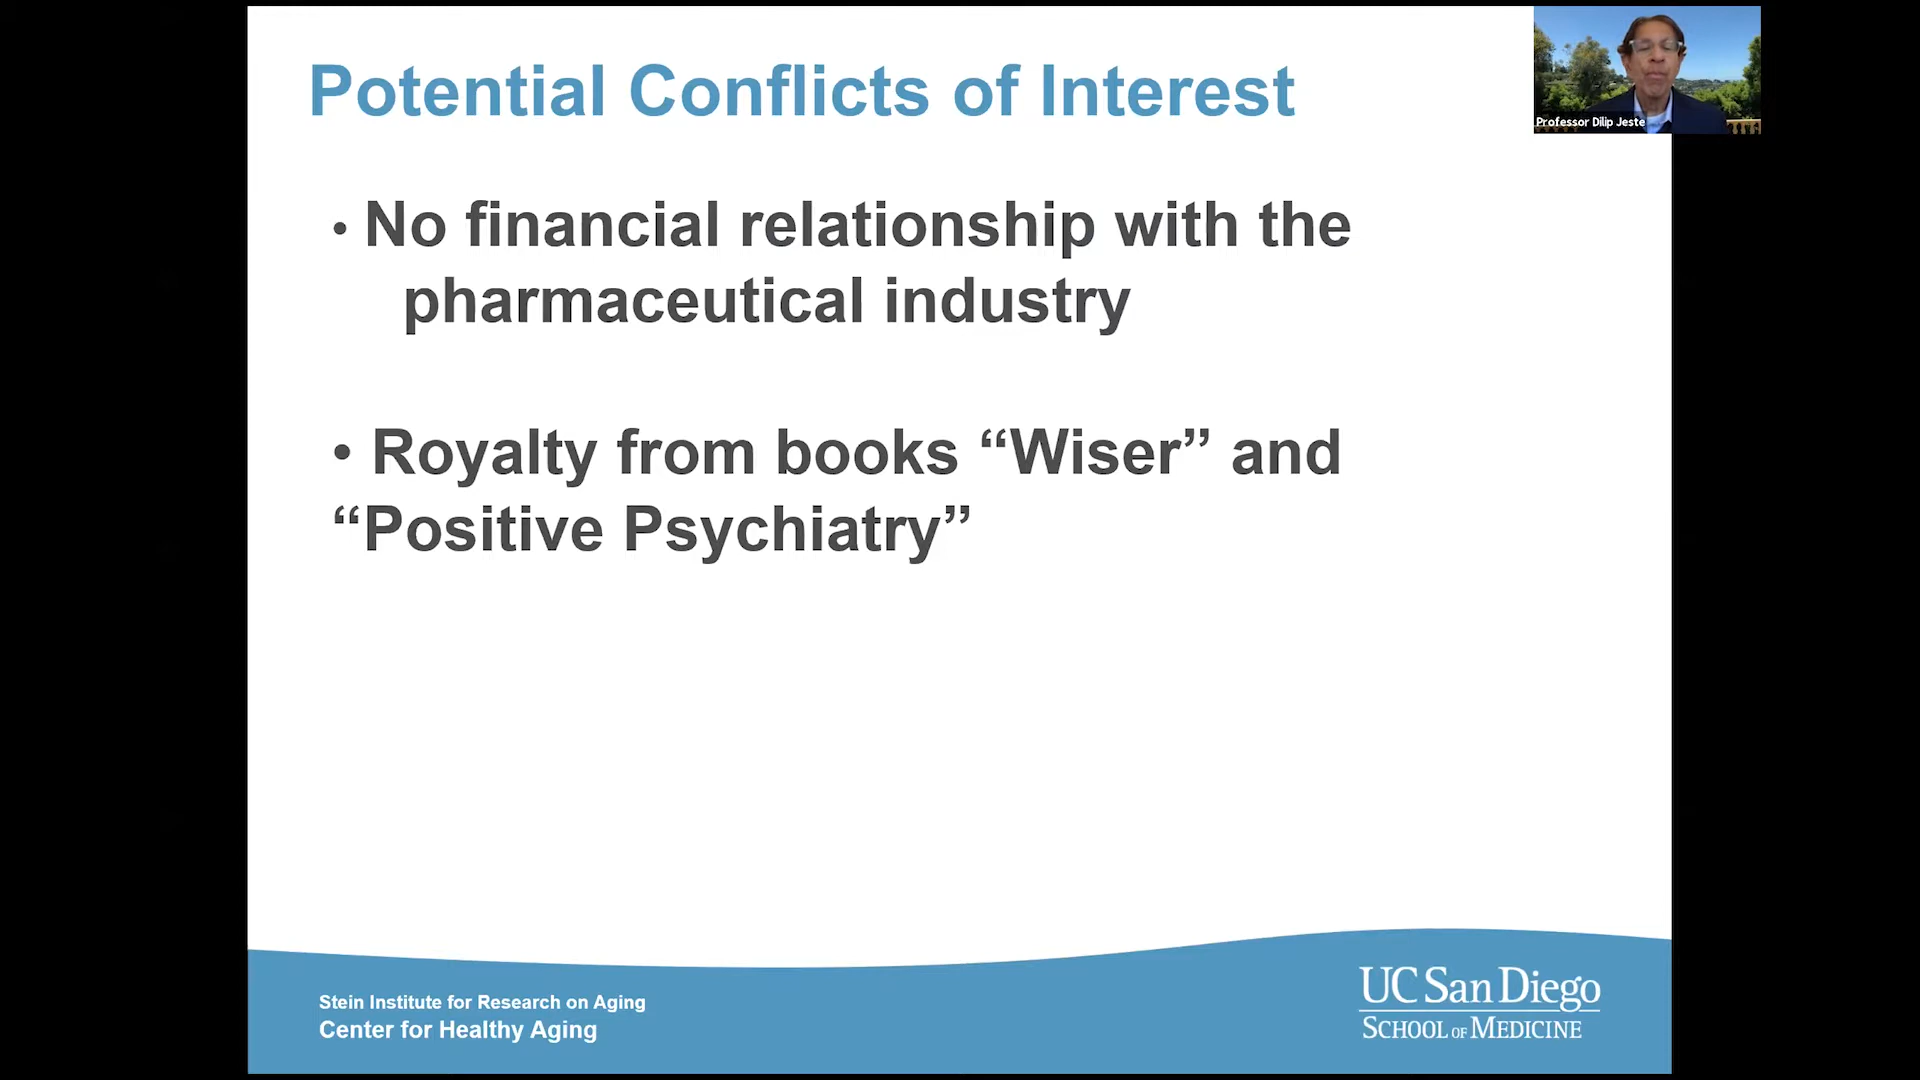 Potential Conflicts of Interest
Professor Dilip Jeste
• No financial relationship with the
pharmaceutical industry
• Royalty from books “Wiser” and
“Positive Psychiatry”
Stein Institute for Research on Aging
Center for Healthy Aging
UC San Diego
SCHOOL OF MEDICINE